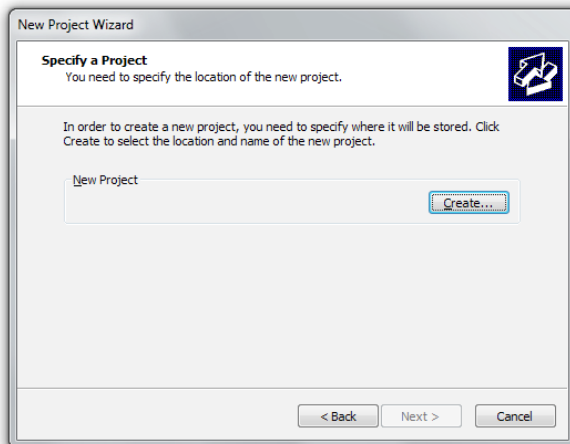 New Project Wizard
Specify a Project
You need to specify the location of the new project.
In order to create a new project, you need to specify where it will be stored. Click
Create to select the location and name of the new project.
New Project
Create...
< Back
Next >
Cancel